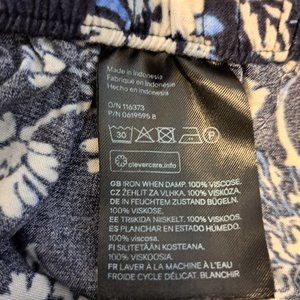 Made in Indonesia
Fabriqué en Indonésie
Hecho en Indonesia
O/N 116373
P/N 0619595 8
30
P
clevercare.info
GB IRON WHEN DAMP. 100% VISCOSE.
CZ ŽEHLIT ZA VLHKA. 100% VISKÓZA.
DE IN FEUCHTEM ZUSTAND BÜGELN.
100% VISKOSE.
EE TRIIKIDA NISKELT. 100% VISKOOS.
ES PLANCHAR EN ESTADO HÚMEDO.
100% viscosa.
FI SILITETÄÄN KOSTEANA.
100% VISKOOSI.
FR LAVER À LA MACHINE À L'EAU
FROIDE CYCLE DÉLICAT. BLANCHIR